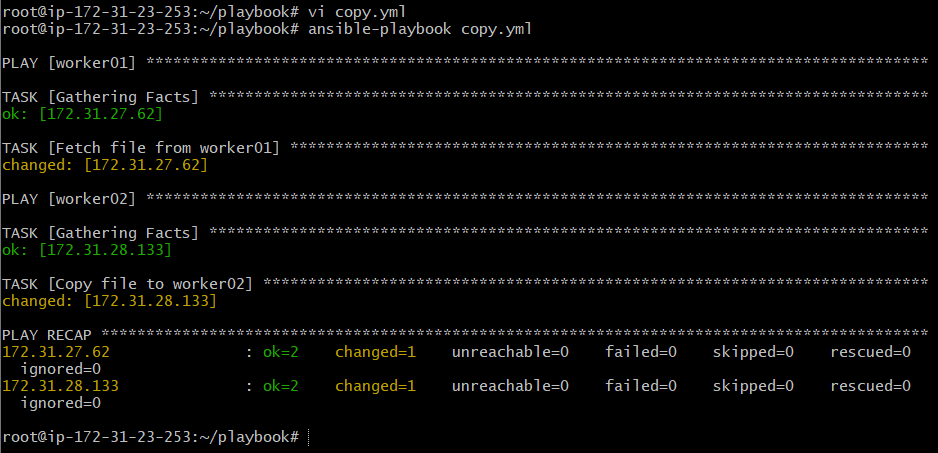 root@ip-172-31-23-253:~/playbook# vi copy.yml
root@ip-172-31-23-253:~/playbook# ansible-playbook copy.yml
PLAY [worker01] ***************************************************************************************
TASK [Gathering Facts] ********************************************************************************
ok: [172.31.27.62]
TASK [Fetch file from worker01] ***********************************************************************
changed: [172.31.27.62]
PLAY [worker02] ***************************************************************************************
TASK [Gathering Facts] ********************************************************************************
ok: [172.31.28.133]
TASK [Copy file to worker02] **************************************************************************
changed: [172.31.28.133]
PLAY RECAP ********************************************************************************************
172.31.27.62               : ok=2    changed=1    unreachable=0    failed=0    skipped=0    rescued=0
  ignored=0
172.31.28.133              : ok=2    changed=1    unreachable=0    failed=0    skipped=0    rescued=0
  ignored=0
root@ip-172-31-23-253:~/playbook#